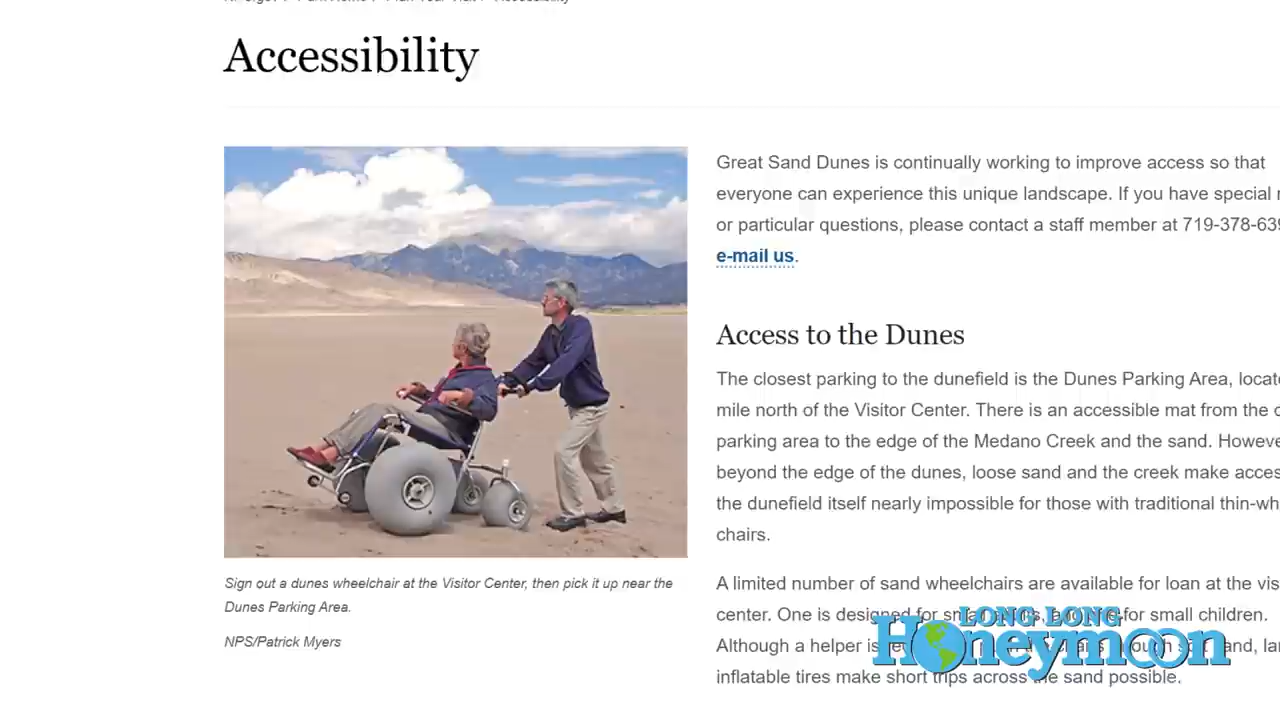 Accessibility
Great Sand Dunes is continually working to improve access so that
everyone can experience this unique landscape. If you have special
or particular questions, please contact a staff member at 719-378-639
e-mail us.
Access to the Dunes
The closest parking to the dunefield is the Dunes Parking Area,
mile north of the Visitor Center. There is an accessible mat from the
parking area to the edge of the Medano Creek and the sand.
beyond the edge of the dunes, loose sand and the creek make
the dunefield itself nearly impossible for those with traditional
chairs.
Sign out a dunes wheelchair at the Visitor Center, then pick it up near the
Dunes Parking Area.
NPS/Patrick Myers
A limited number of sand wheelchairs are available for loan at the
center. One is designed for for small children.
Although a helper is
inflatable tires make short trips across the sand possible.
LONG LONG
Honeymoon